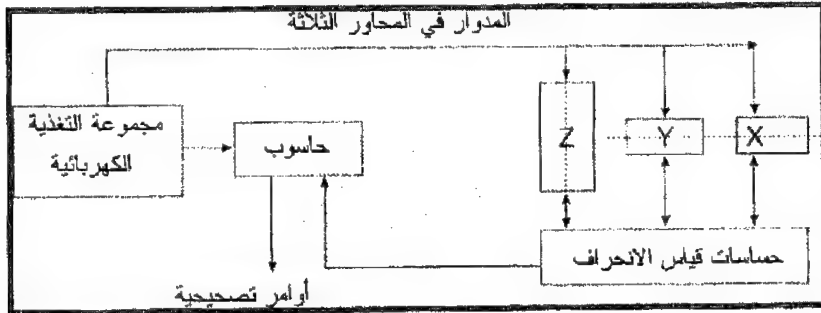 المدوار في المحاور الثلاثة
مجموعة التغذية
الكهربائية
حاسوب
Z
Y
X
حساسات قياس الانحراف
أوامر تصحيحية